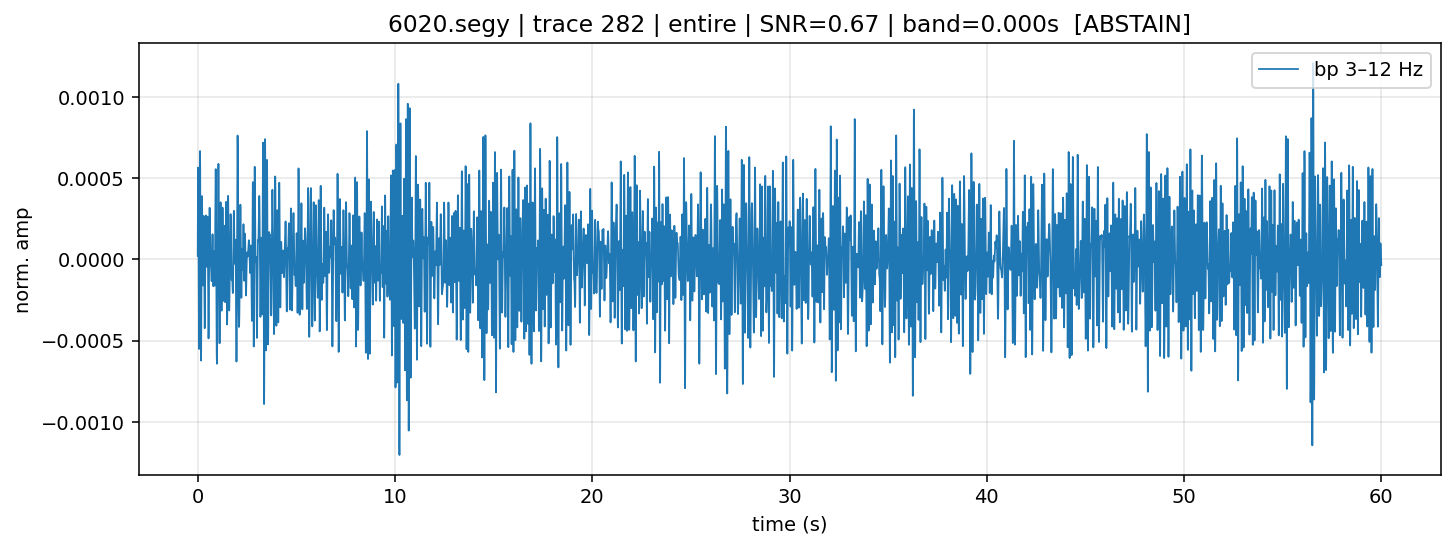 6020.segy | trace 282 | entire | SNR=0.67 | band=0.000s  [ABSTAIN]
bp 3–12 Hz
norm. amp
0.0010
0.0005
0.0000
−0.0005
−0.0010
0 10 20 30 40 50 60
time (s)